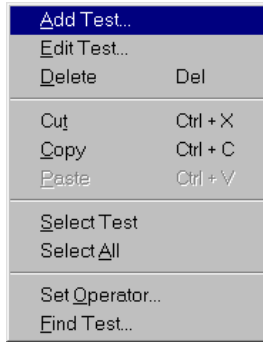 Add Test...
Edit Test...
Delete Del
Cut Ctrl + X
Copy Ctrl + C
Paste Ctrl + V
Select Test
Select All
Set Operator...
Find Test...